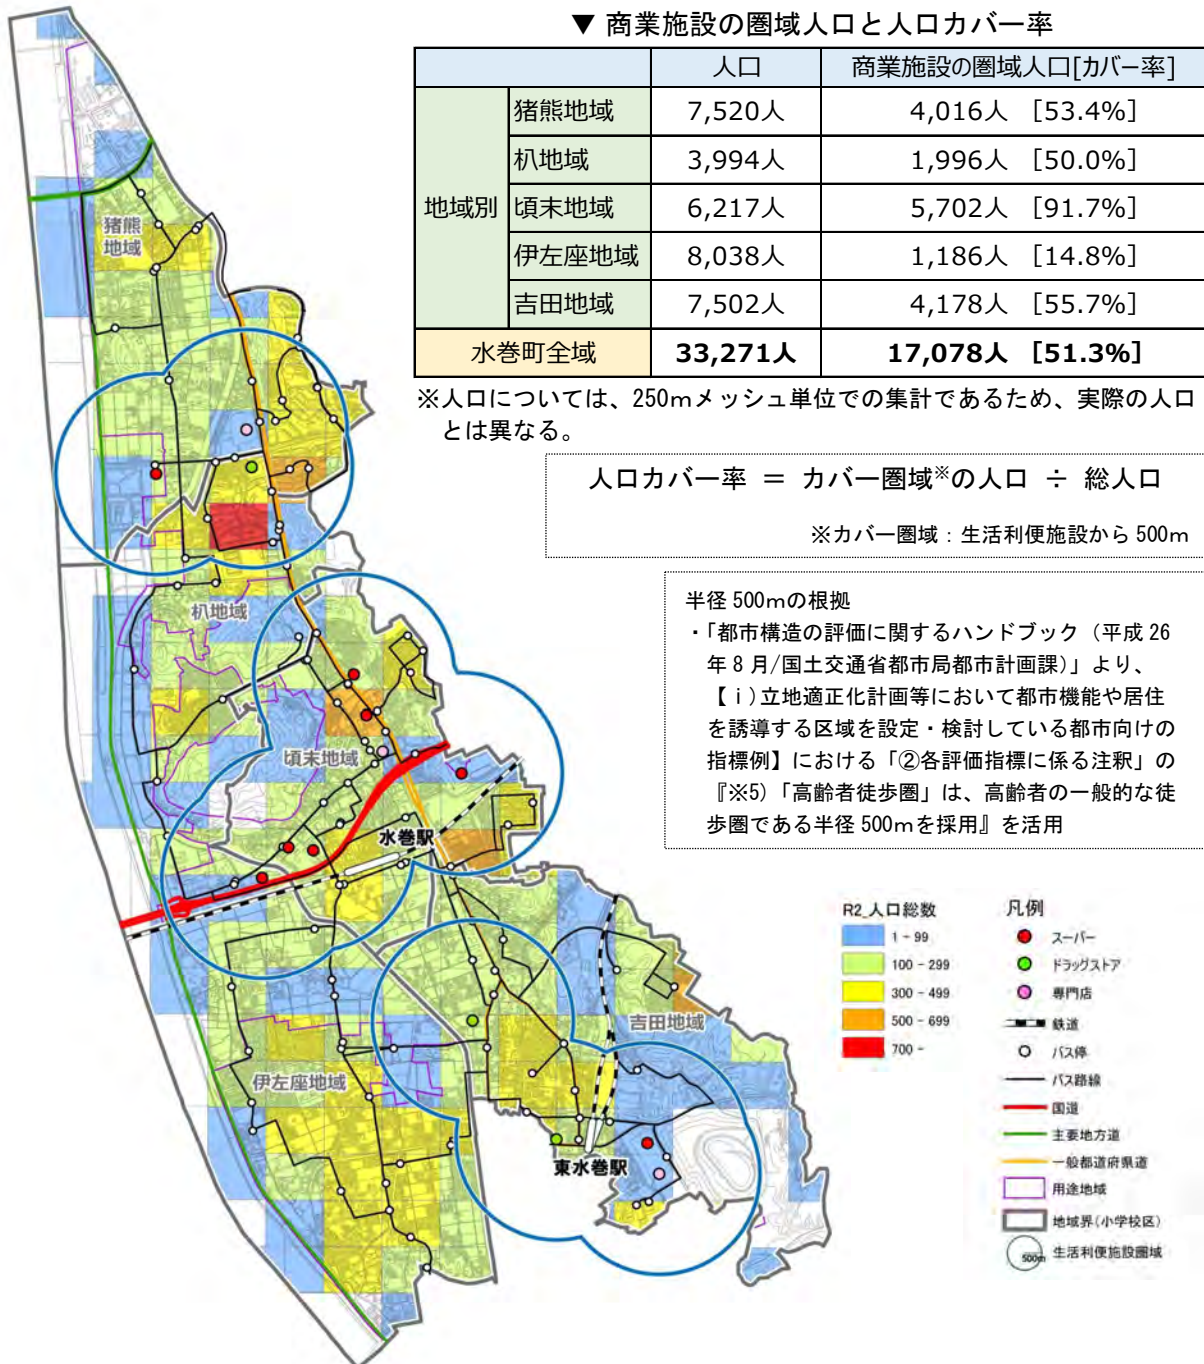 ▼ 商業施設の圏域人口と人口カバー率
人口 商業施設の圏域人口[カバー率]
地域別 猪熊地域 7,520人 4,016人 [53.4%]
杁地域 3,994人 1,996人 [50.0%]
頃末地域 6,217人 5,702人 [91.7%]
伊左座地域 8,038人 1,186人 [14.8%]
吉田地域 7,502人 4,178人 [55.7%]
水巻町全域 33,271人 17,078人 [51.3%]
※人口については、250mメッシュ単位での集計であるため、実際の人口
とは異なる。
人口カバー率 = カバー圏域※の人口 ÷ 総人口
※カバー圏域:生活利便施設から500m
半径500mの根拠
・「都市構造の評価に関するハンドブック(平成26
年8月/国土交通省都市局都市計画課)」より、
【ⅰ)立地適正化計画等において都市機能や居住
を誘導する区域を設定・検討している都市向けの
指標例】における「②各評価指標に係る注釈」の
『※5)「高齢者徒歩圏」は、高齢者の一般的な徒
歩圏である半径500mを採用』を活用
猪熊
地域
杁地域
頃末地域
水巻駅
吉田地域
伊左座地域
東水巻駅
R2_人口総数
1 - 99
100 - 299
300 - 499
500 - 699
700 -
凡例
スーパー
ドラッグストア
専門店
鉄道
バス停
バス路線
国道
主要地方道
一般都道府県道
用途地域
地域界(小学校区)
500m 生活利便施設圏域